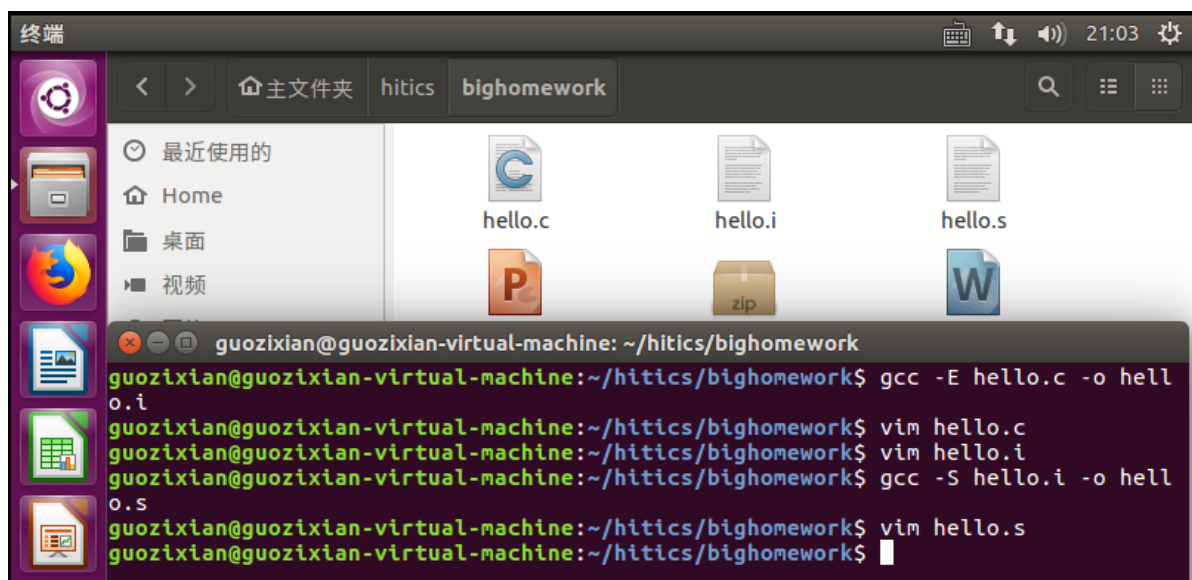 终端 21:03
主文件夹 hitics bighomework
最近使用的
Home
桌面
视频
hello.c hello.i hello.s
zip
guozixian@guozixian-virtual-machine: ~/hitics/bighomework
guozixian@guozixian-virtual-machine:~/hitics/bighomework$ gcc -E hello.c -o hell
o.i
guozixian@guozixian-virtual-machine:~/hitics/bighomework$ vim hello.c
guozixian@guozixian-virtual-machine:~/hitics/bighomework$ vim hello.i
guozixian@guozixian-virtual-machine:~/hitics/bighomework$ gcc -S hello.i -o hell
o.s
guozixian@guozixian-virtual-machine:~/hitics/bighomework$ vim hello.s
guozixian@guozixian-virtual-machine:~/hitics/bighomework$